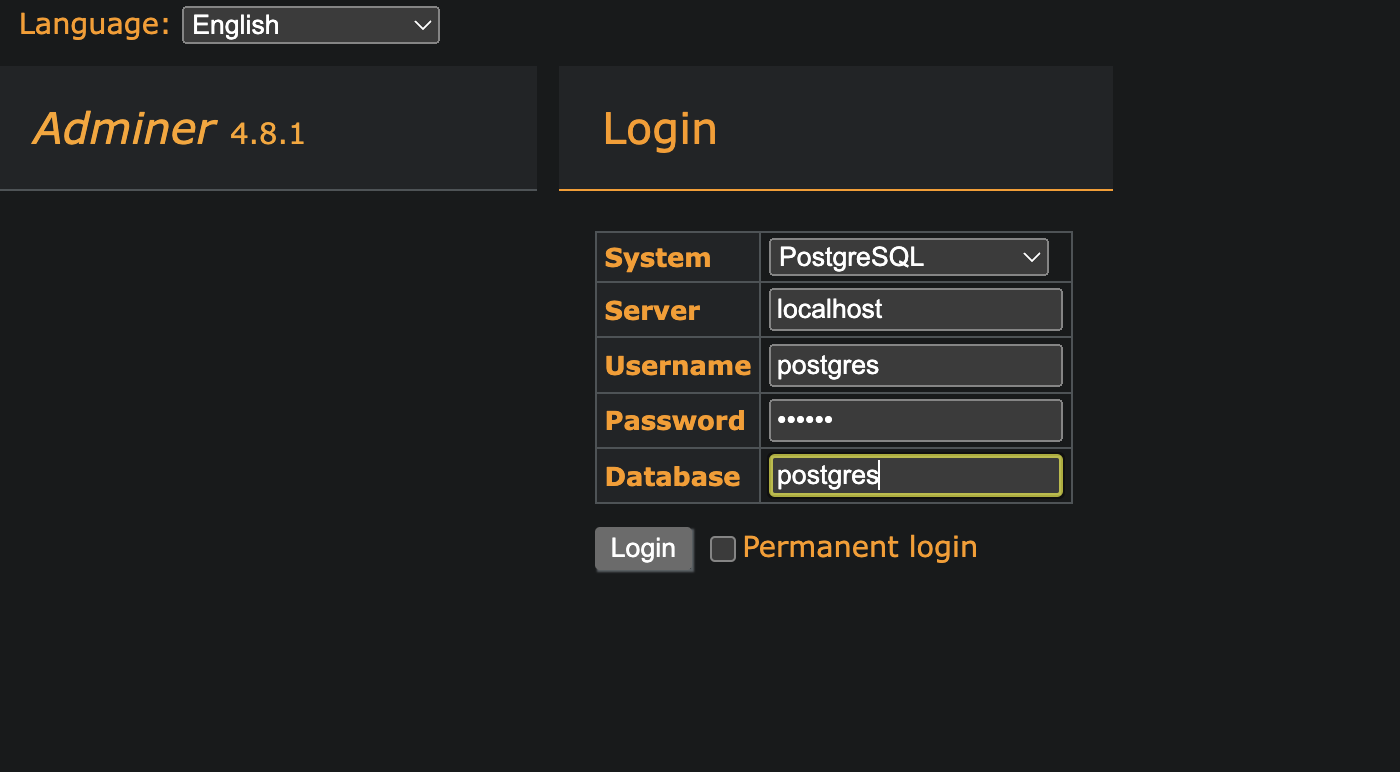 Language: English
Adminer 4.8.1
Login
System PostgreSQL
Server localhost
Username postgres
Password ••••••
Database postgres
Login Permanent login